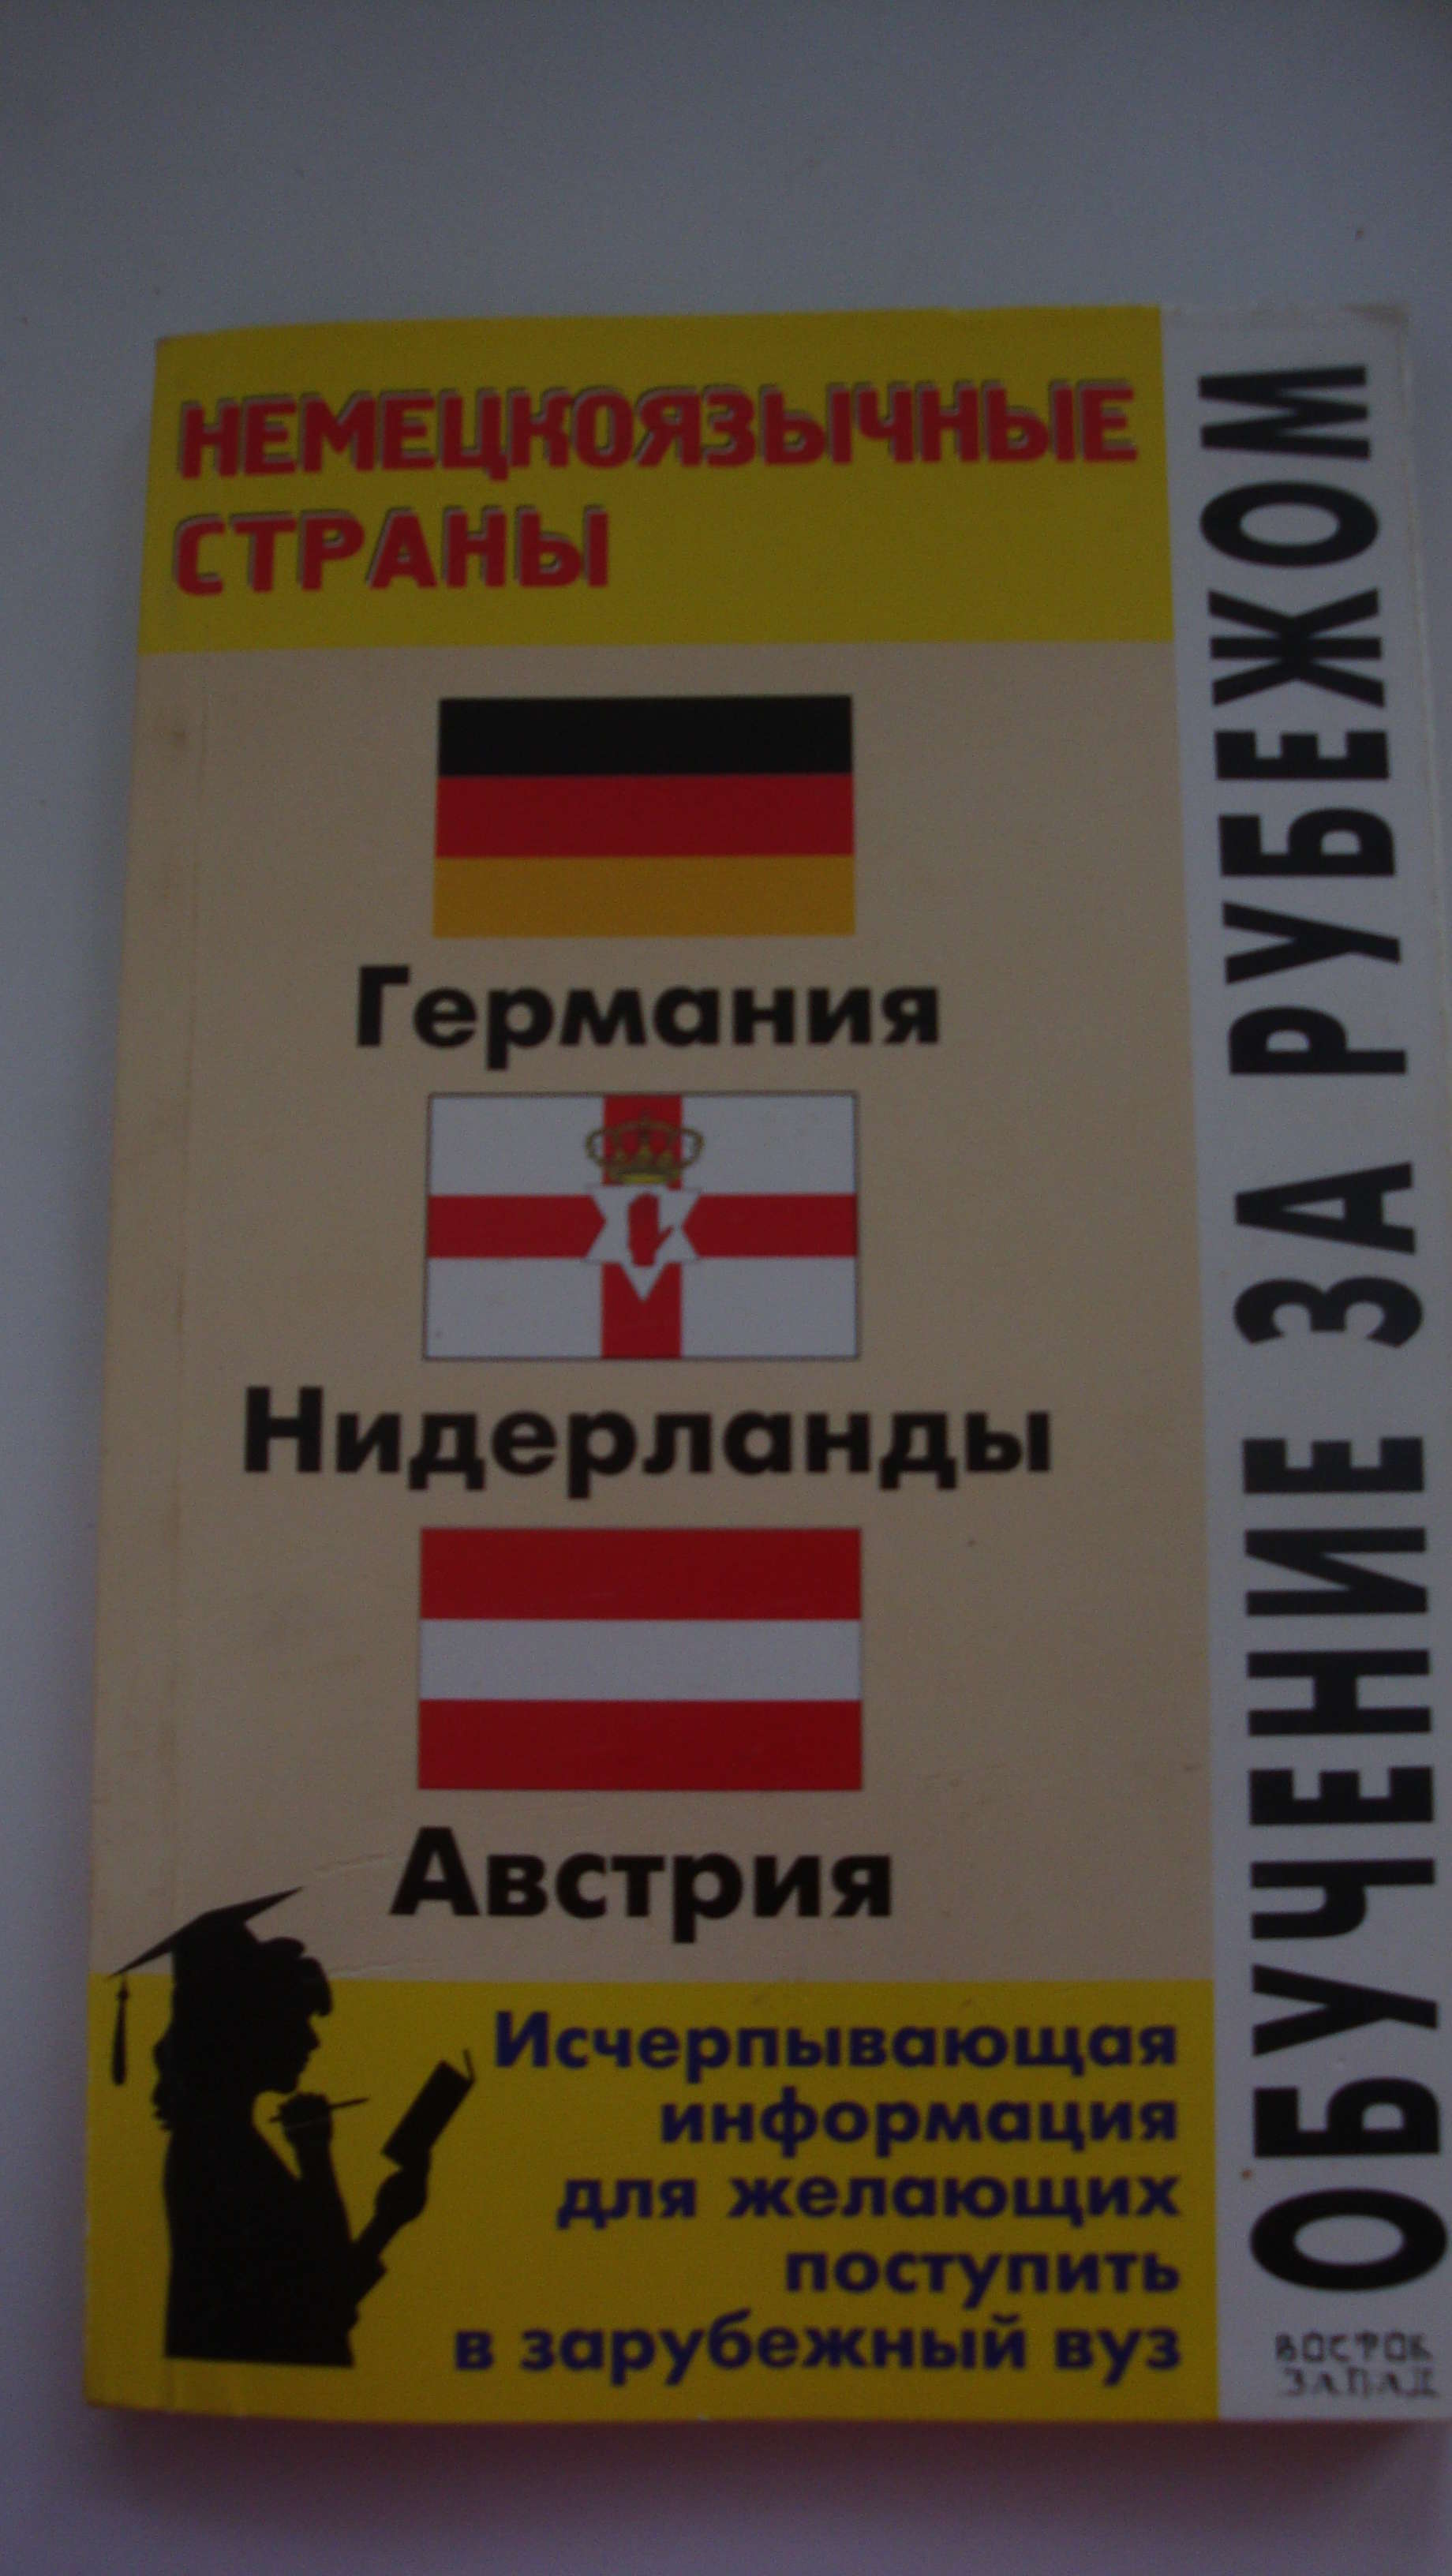 НЕМЕЦКОЯЗЫЧНЫЕ
СТРАНЫ
Германия
Нидерланды
Австрия
Исчерпывающая
информация
для желающих
поступить
в зарубежный вуз
ОБУЧЕНИЕ ЗА РУБЕЖОМ
ВОСТОК
ЗАПАД